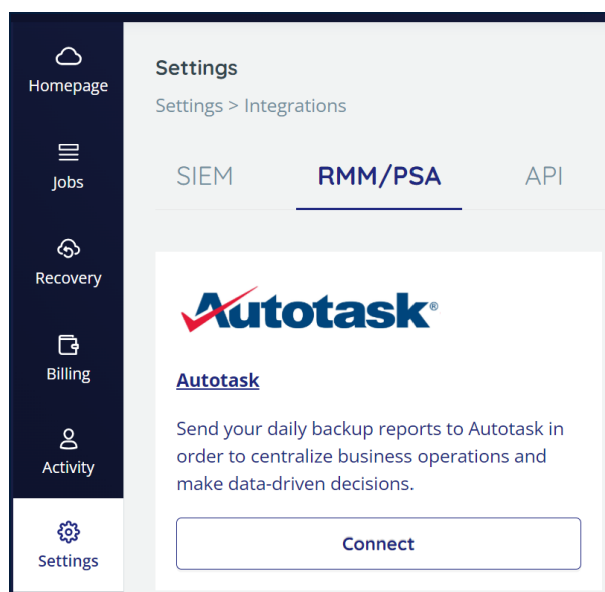 Homepage
Jobs
Recovery
Billing
Activity
Settings
Settings
Settings > Integrations
SIEM RMM/PSA API
Autotask®
Autotask
Send your daily backup reports to Autotask in
order to centralize business operations and
make data-driven decisions.
Connect